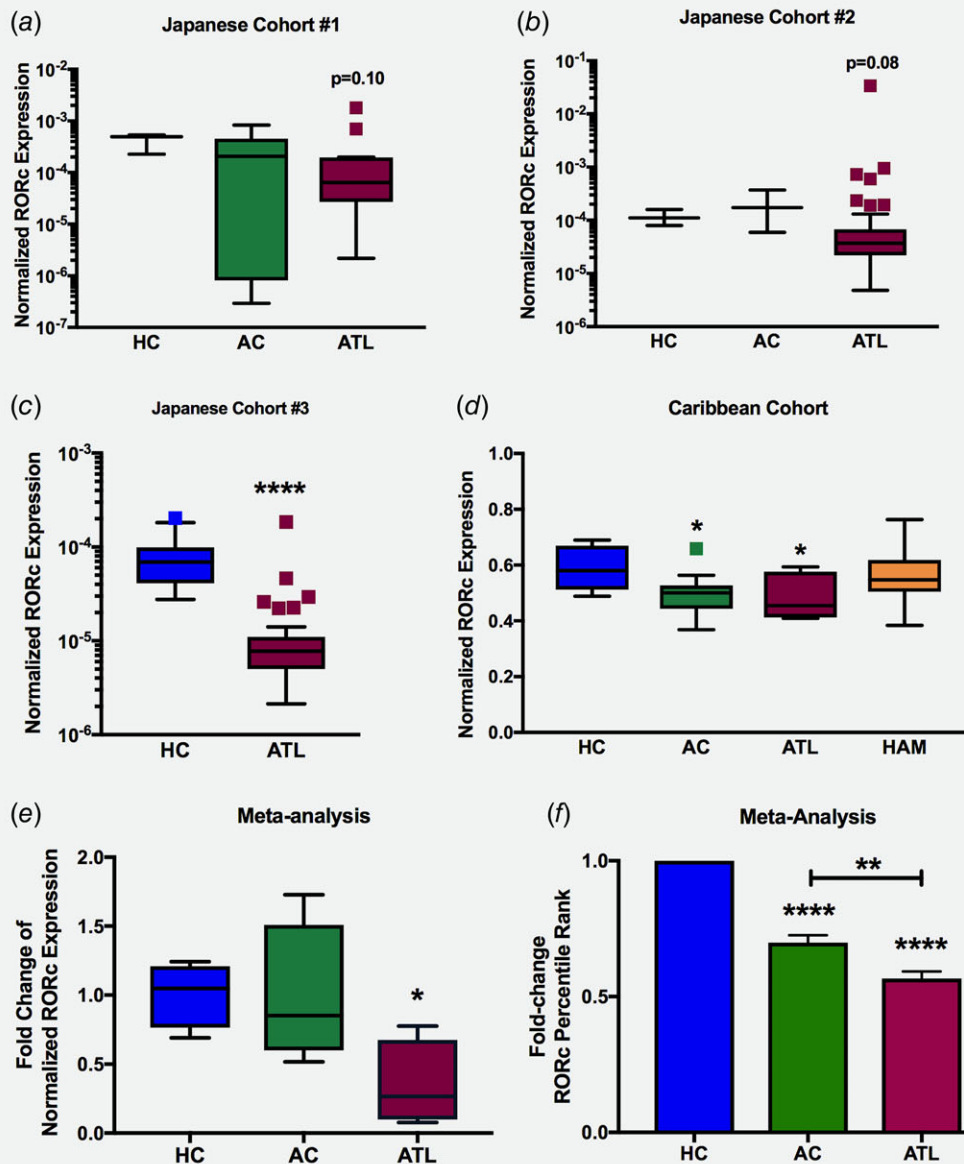 (a)
Japanese Cohort #1
Normalized RORc Expression
10-2
10-3
10-4
10-5
10-6
10-7
p=0.10
HC AC ATL
(b)
Japanese Cohort #2
Normalized RORc Expression
10-1
10-2
10-3
10-4
10-5
10-6
p=0.08
HC AC ATL
(c)
Japanese Cohort #3
Normalized RORc Expression
10-3
10-4
10-5
10-6
****
HC ATL
(d)
Caribbean Cohort
Normalized RORc Expression
1.0
0.8
0.6
0.4
0.2
0.0
*
*
HC AC ATL HAM
(e)
Meta-analysis
Fold Change of
Normalized RORc Expression
2.0
1.5
1.0
0.5
0.0
*
HC AC ATL
(f)
Meta-Analysis
Fold-change
RORc Percentile Rank
1.0
0.5
0.0
**
****
****
HC AC ATL